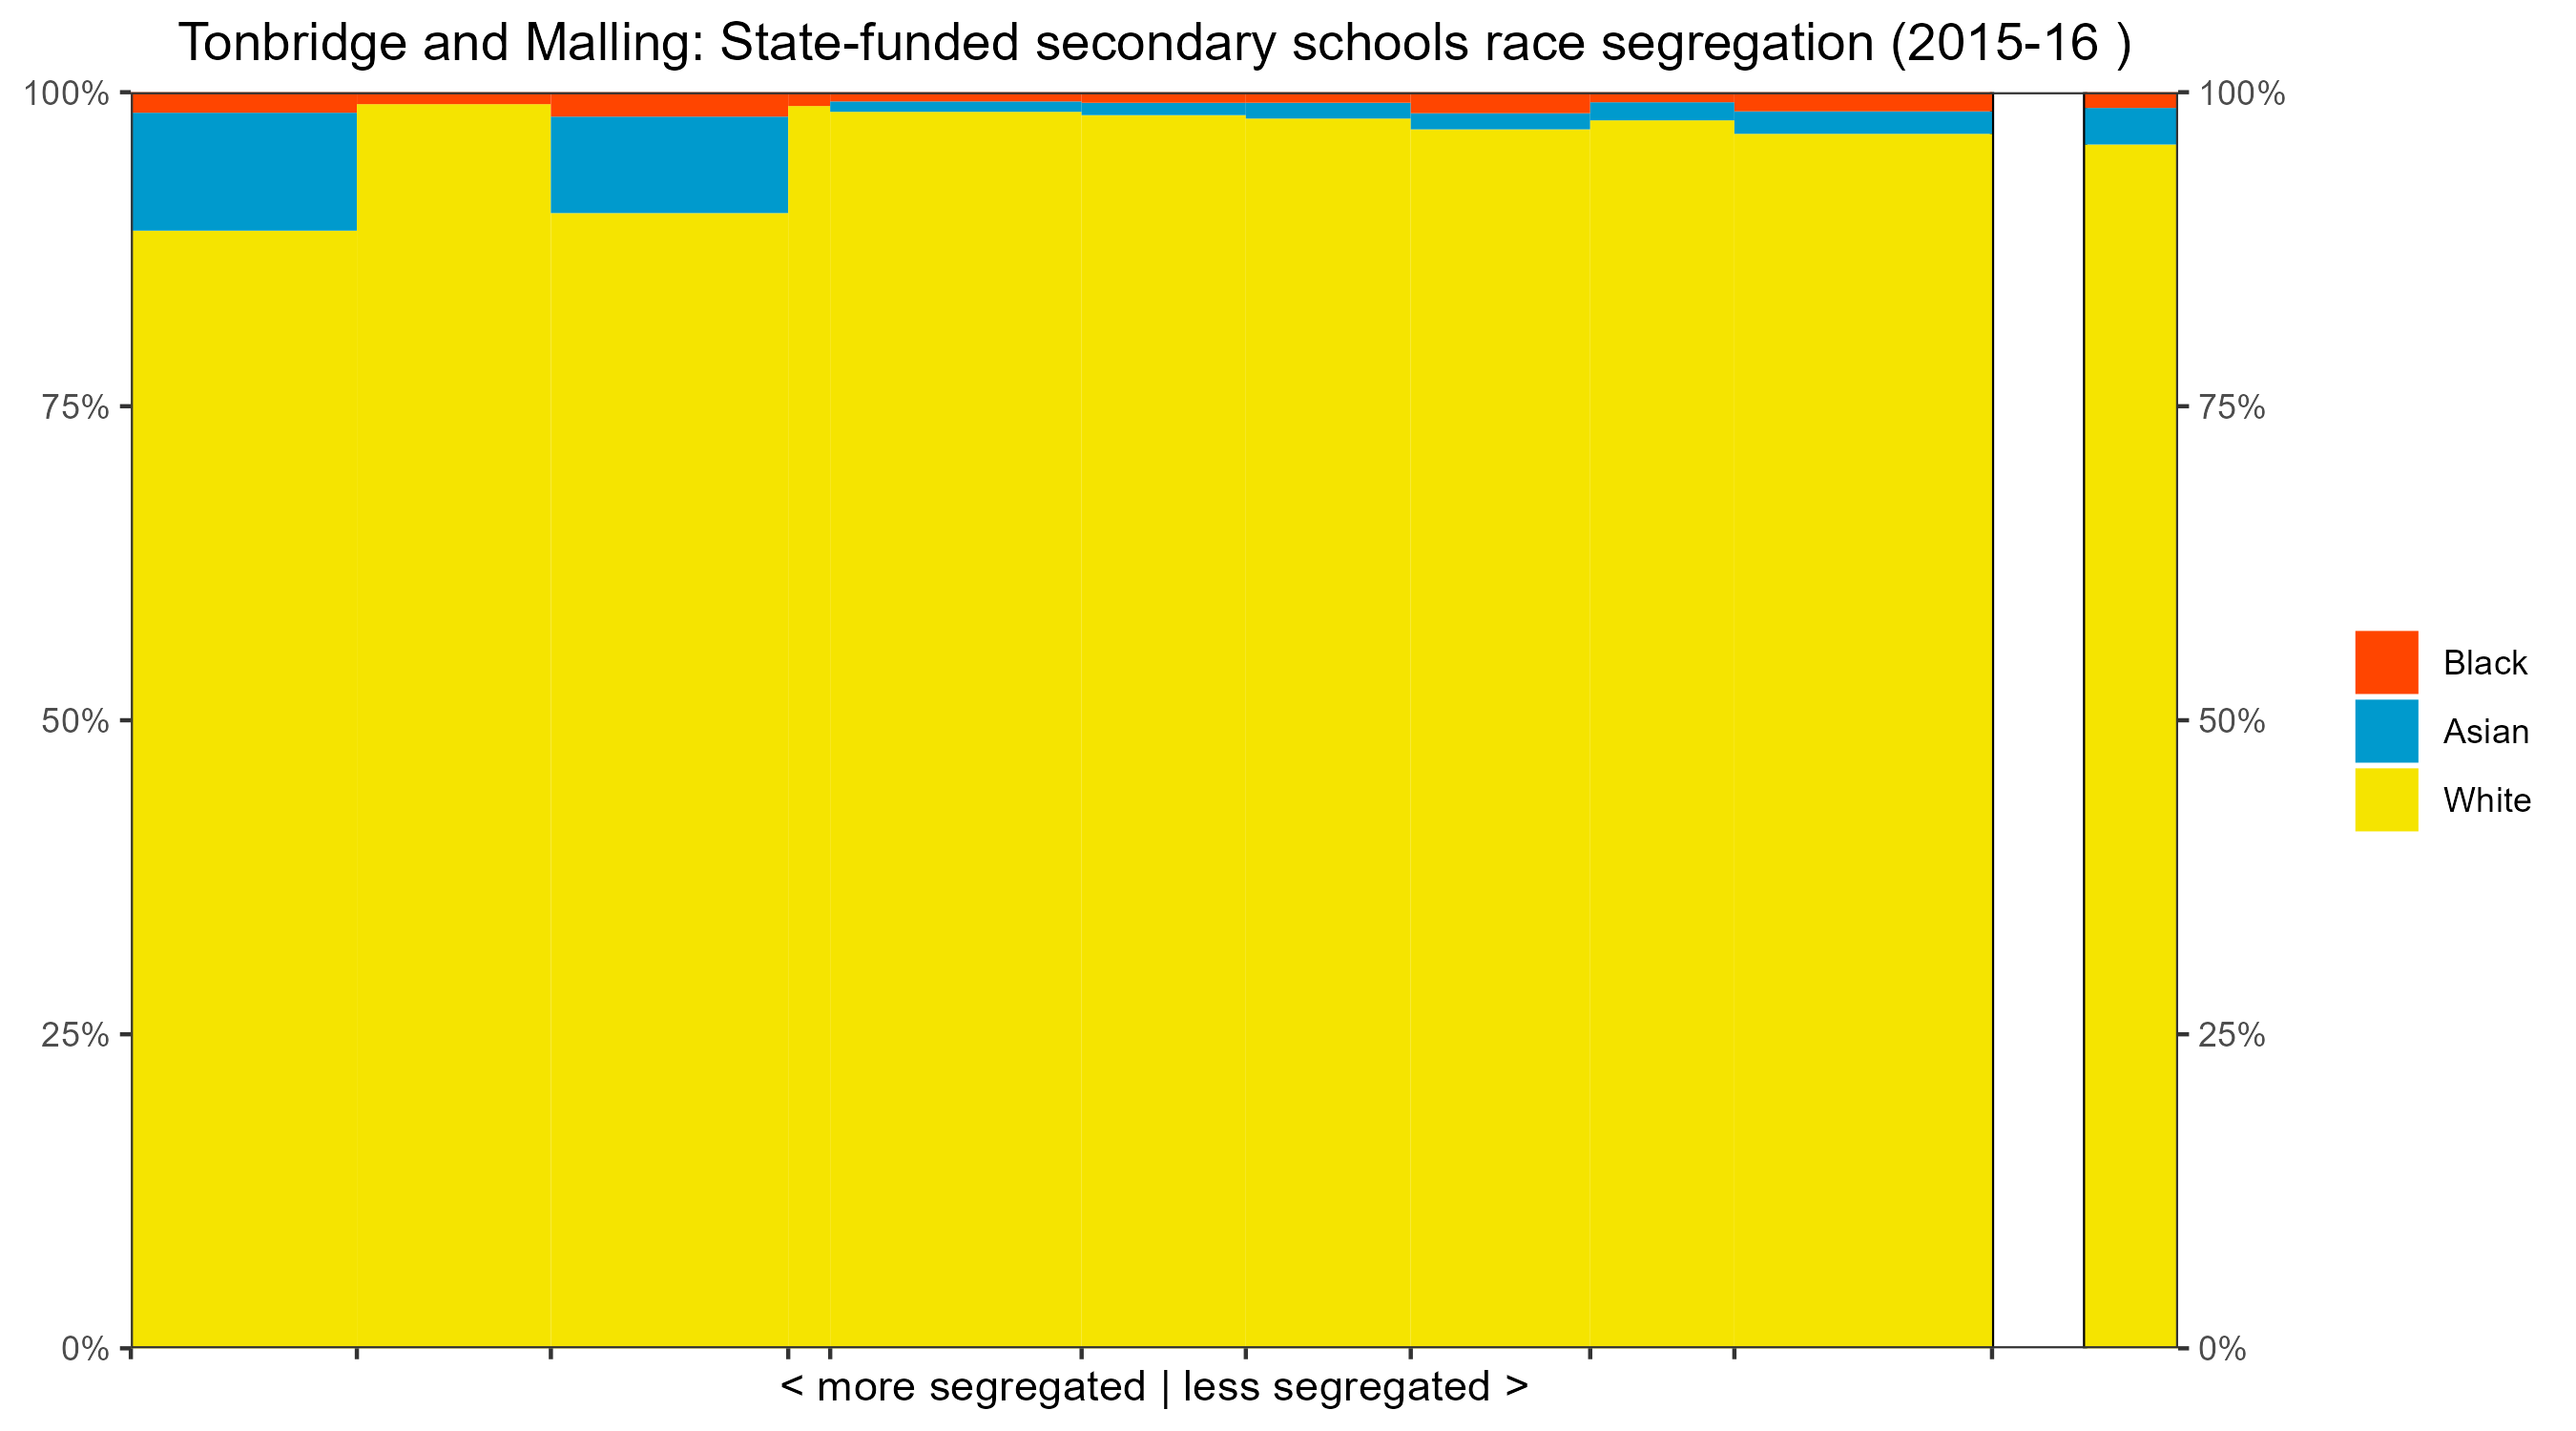 Tonbridge and Malling: State-funded secondary schools race segregation (2015-16 )
100%
75%
50%
25%
0%
100%
75%
50%
25%
0%
Black
Asian
White
< more segregated | less segregated >